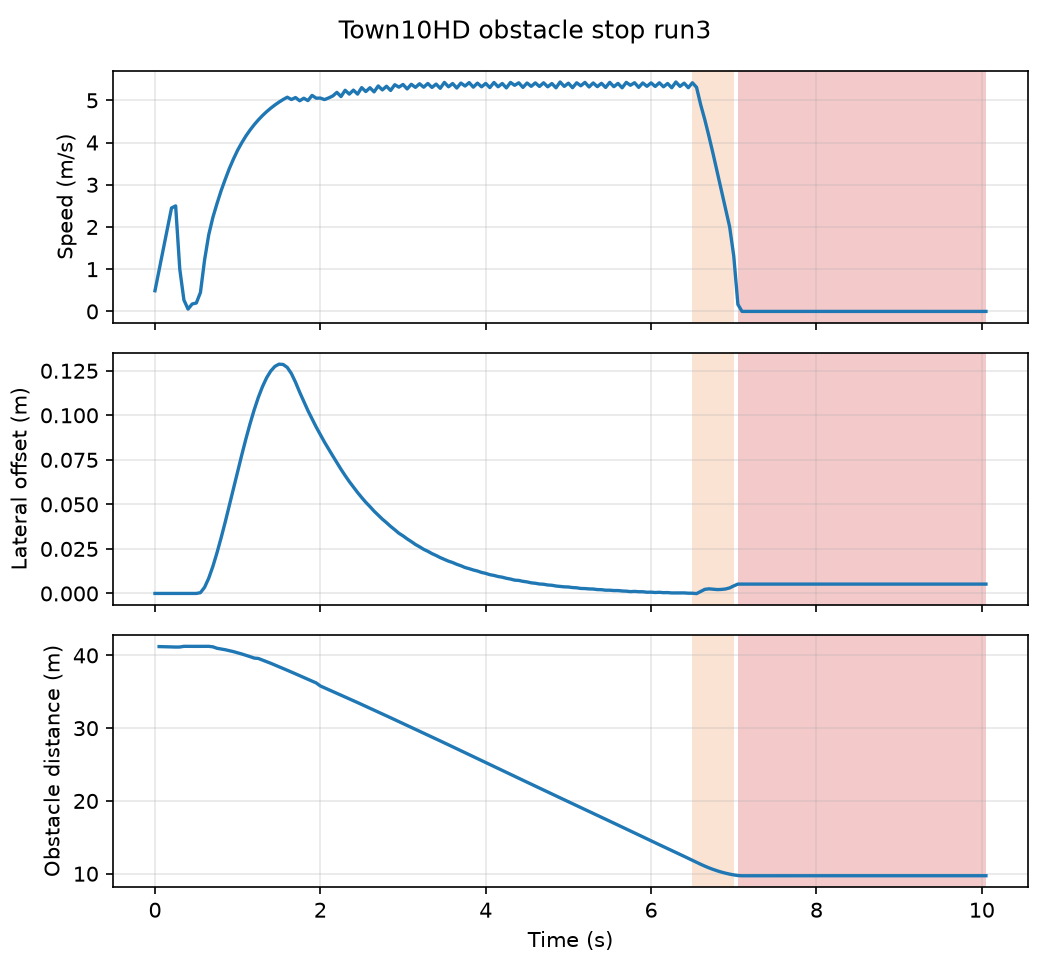 Town10HD obstacle stop run3
Speed (m/s)
5
4
3
2
1
0
Lateral offset (m)
0.125
0.100
0.075
0.050
0.025
0.000
Obstacle distance (m)
40
30
20
10
0 2 4 6 8 10
Time (s)